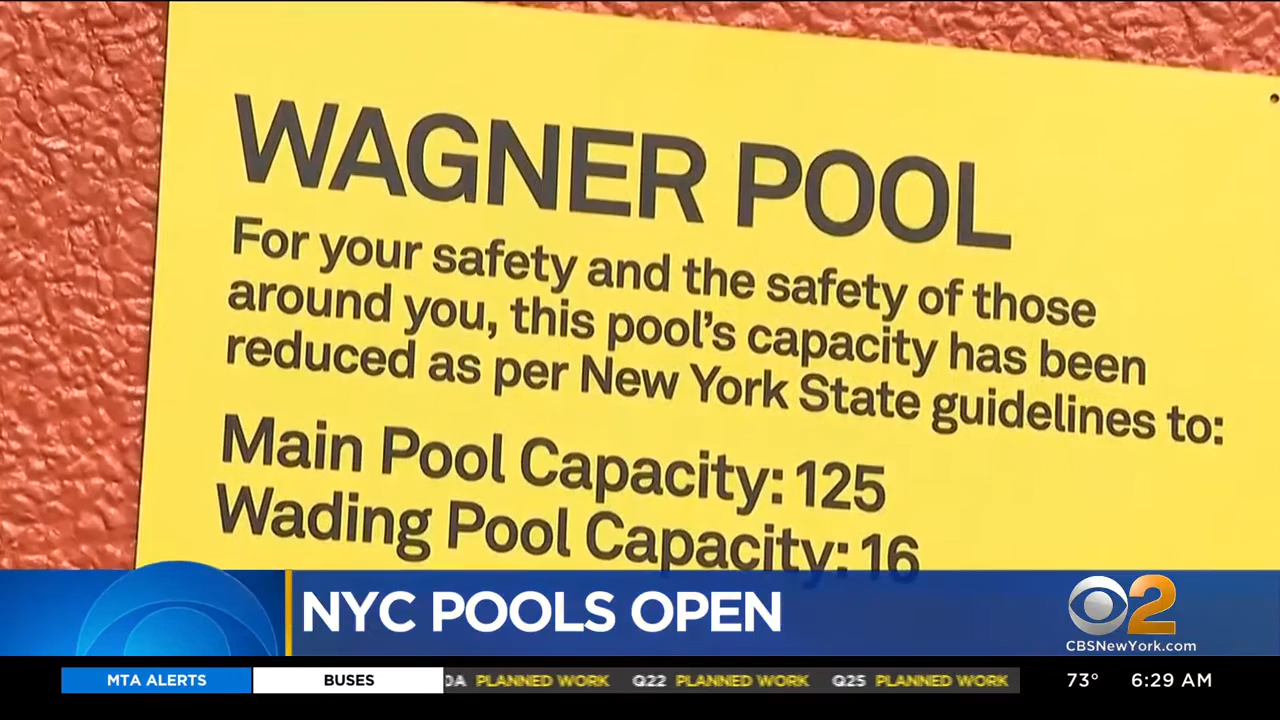 WAGNER POOL
For your safety and the safety of those
around you, this pool's capacity has been
reduced as per New York State guidelines to:
Main Pool Capacity: 125
Wading Pool Capacity: 16
NYC POOLS OPEN
2
CBSNewYork.com
MTA ALERTS BUSES PLANNED WORK Q22 PLANNED WORK Q25 PLANNED WORK 73° 6:29 AM